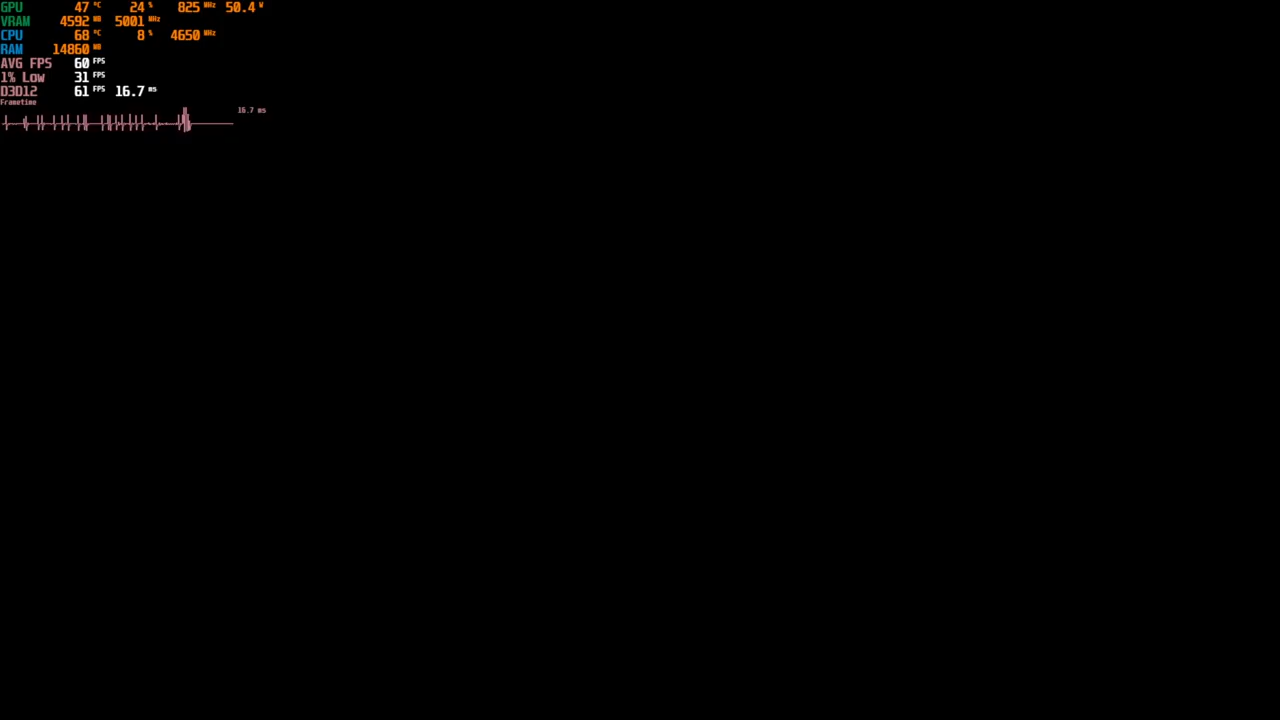 GPU 47 °C 24 % 825 MHz 50.4 W
VRAM 4592 MB 5001 MHz
CPU 68 °C 8 % 4650 MHz
RAM 14860 MB
AVG FPS 60 FPS
1% Low 31 FPS
D3D12 61 FPS 16.7 ms
Frametime
16.7 ms